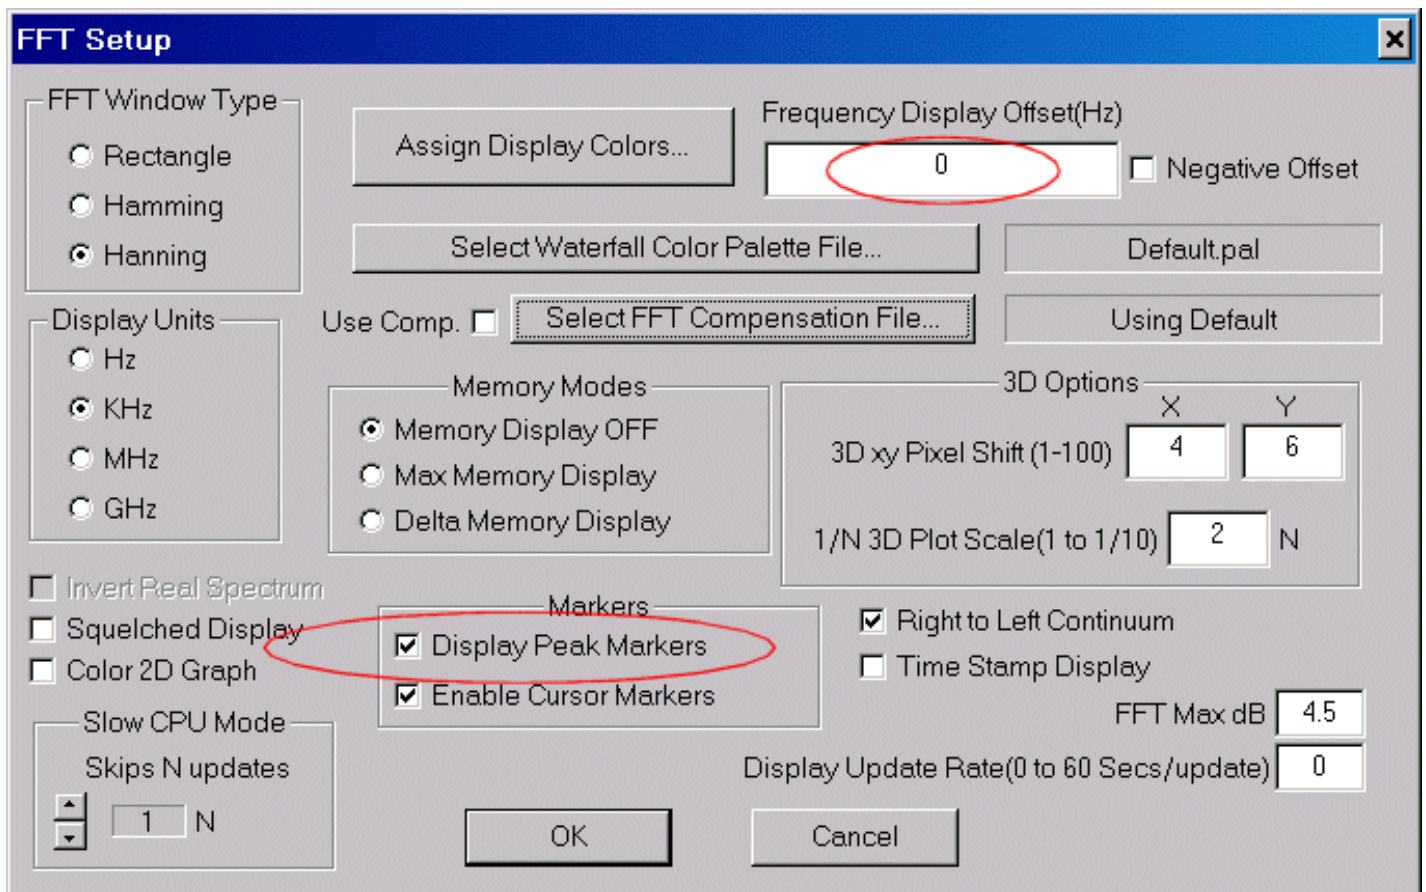 FFT Setup
FFT Window Type
Rectangle
Hamming
Hanning
Assign Display Colors...
Frequency Display Offset(Hz)
0
Negative Offset
Select Waterfall Color Palette File...
Default.pal
Display Units
Hz
KHz
MHz
GHz
Use Comp.
Select FFT Compensation File...
Using Default
Memory Modes
Memory Display OFF
Max Memory Display
Delta Memory Display
3D Options
X Y
3D xy Pixel Shift (1-100) 4 6
1/N 3D Plot Scale(1 to 1/10) 2 N
Invert Real Spectrum
Squelched Display
Color 2D Graph
Markers
Display Peak Markers
Enable Cursor Markers
Right to Left Continuum
Time Stamp Display
FFT Max dB 4.5
Display Update Rate(0 to 60 Secs/update) 0
Slow CPU Mode
Skips N updates
1 N
OK
Cancel